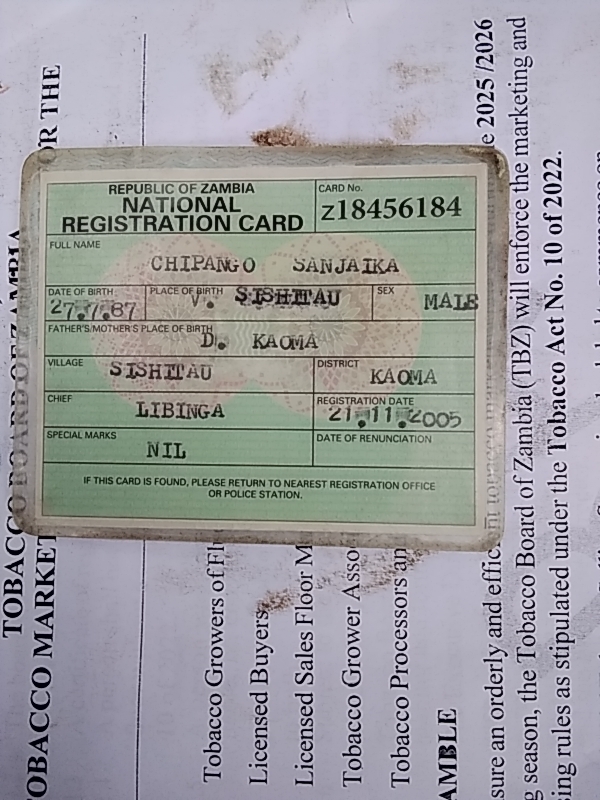 REPUBLIC OF ZAMBIA
NATIONAL
REGISTRATION CARD
CARD No.
z18456184
FULL NAME
CHIPANGO SANJAIKA
DATE OF BIRTH
27.7.87
PLACE OF BIRTH
V. SISHITAU
SEX
MALE
FATHER'S/MOTHER'S PLACE OF BIRTH
D. KAOMA
VILLAGE
SISHITAU
DISTRICT
KAOMA
CHIEF
LIBINGA
REGISTRATION DATE
21.11.2005
SPECIAL MARKS
NIL
DATE OF RENUNCIATION
IF THIS CARD IS FOUND, PLEASE RETURN TO NEAREST REGISTRATION OFFICE
OR POLICE STATION.
TOBACCO BOARD OF ZAMBIA
TOBACCO MARKET OR THE
Tobacco Growers of
Licensed Buyers
Licensed Sales Floor
Tobacco Grower
Tobacco Processors
AMBLE
sure an orderly and 2025 /2026
season, the Tobacco Board of Zambia (TBZ) will enforce the marketing and
rules as stipulated under the Tobacco Act No. 10 of 2022.